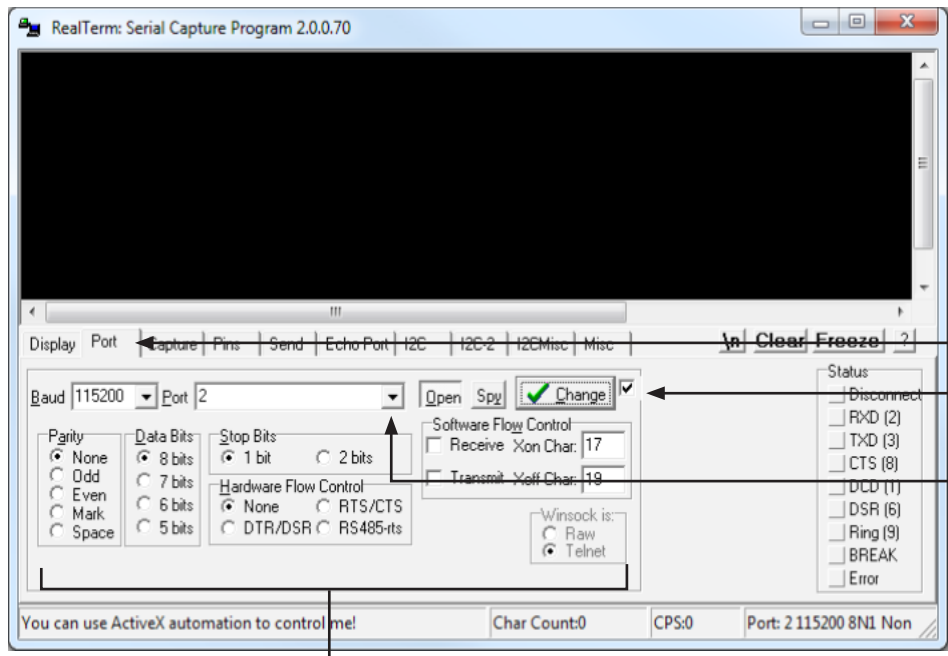 RealTerm: Serial Capture Program 2.0.0.70
Display Port Capture Pins Send Echo Port I2C I2C-2 I2CMisc Misc \n Clear Freeze ?
Baud 115200 Port 2 Open Spy Change
Parity
None
Odd
Even
Mark
Space
Data Bits
8 bits
7 bits
6 bits
5 bits
Stop Bits
1 bit 2 bits
Hardware Flow Control
None RTS/CTS
DTR/DSR RS485-rts
Software Flow Control
Receive Xon Char: 17
Transmit Xoff Char: 19
Winsock is:
Raw
Telnet
Status
Disconnect
RXD (2)
TXD (3)
CTS (8)
DCD (1)
DSR (6)
Ring (9)
BREAK
Error
You can use ActiveX automation to control me! Char Count:0 CPS:0 Port: 2 115200 8N1 Non